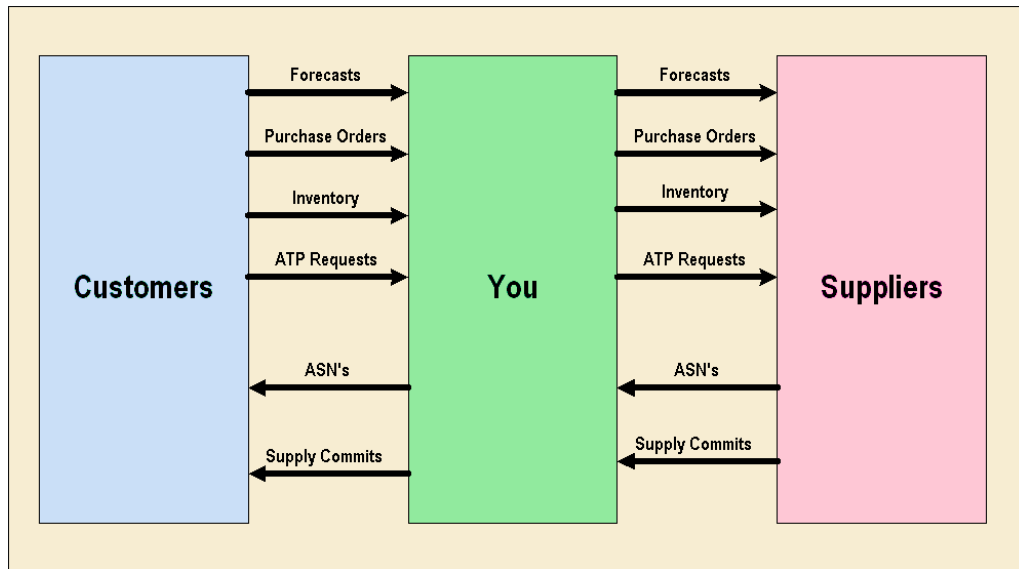 Forecasts
Forecasts
Purchase Orders
Purchase Orders
Inventory
Inventory
ATP Requests
ATP Requests
Customers
You
Suppliers
ASN's
ASN's
Supply Commits
Supply Commits